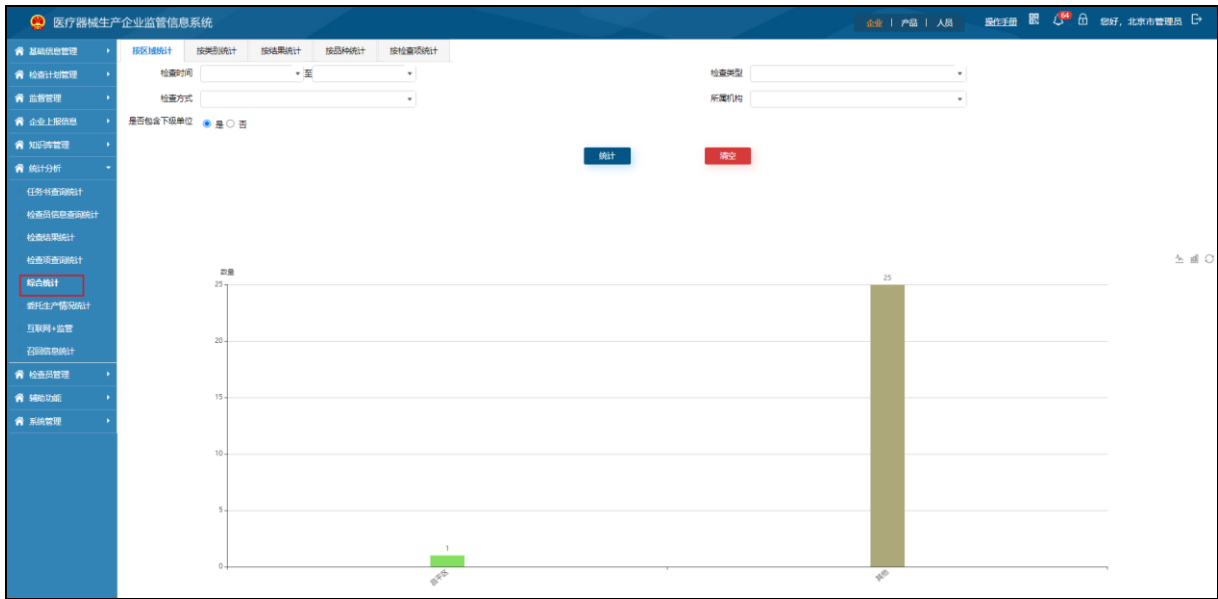 医疗器械生产企业监管信息系统
企业 | 产品 | 人员
操作手册
64
您好，北京市管理员
基础信息管理
检查计划管理
监督管理
企业上报信息
知识库管理
统计分析
任务书查询统计
检查员信息查询统计
检查结果统计
检查项查询统计
综合统计
委托生产情况统计
互联网+监管
召回信息统计
检查员管理
辅助功能
系统管理
按区域统计 按类别统计 按结果统计 按品种统计 按检查项统计
检查时间 至 检查类型
检查方式 所属机构
是否包含下级单位 是 否
统计 清空
数量
25
20
15
10
5
0
1
25
昌平区
其他